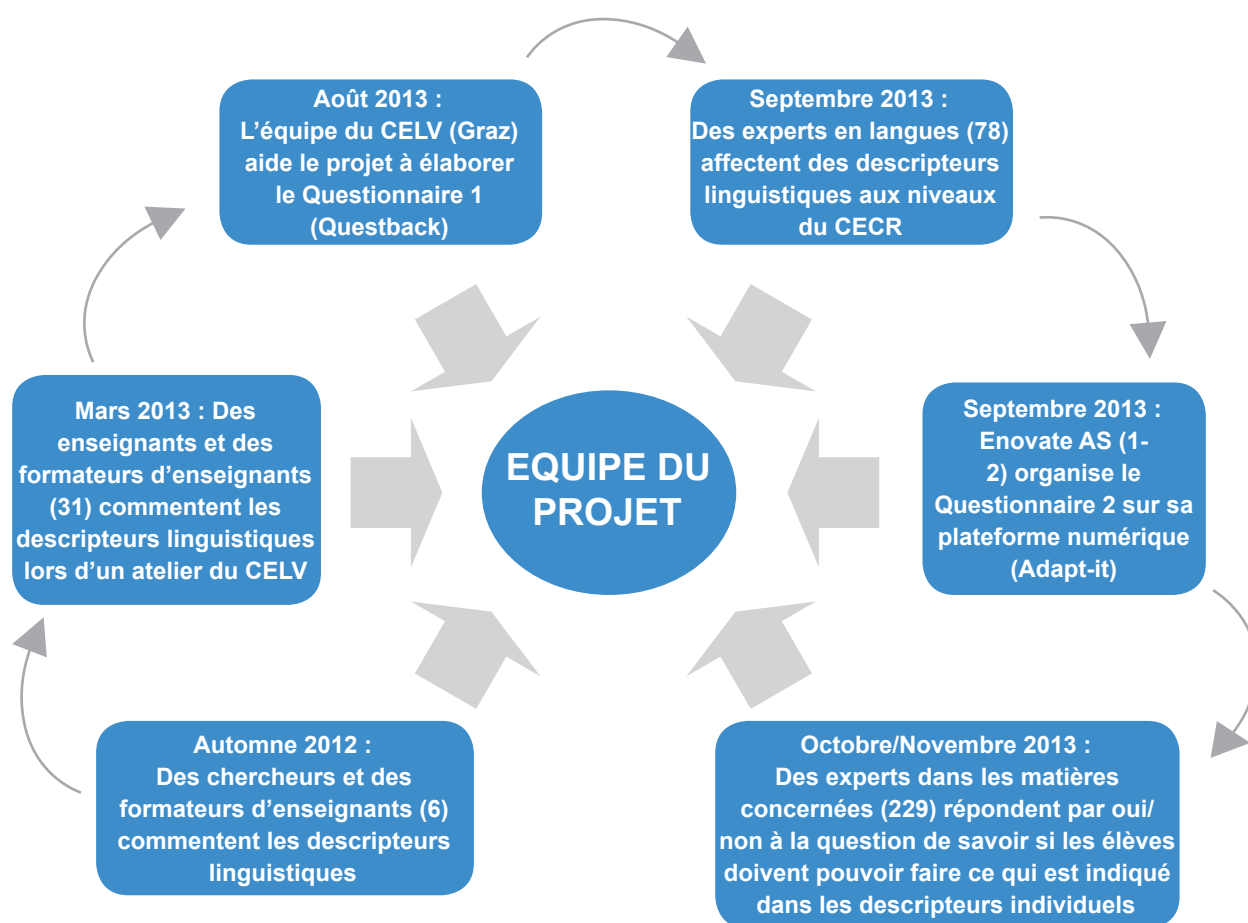 Août 2013 :
L'équipe du CELV (Graz)
aide le projet à élaborer
le Questionnaire 1
(Questback)
Septembre 2013 :
Des experts en langues (78)
affectent des descripteurs
linguistiques aux niveaux
du CECR
Mars 2013 : Des
enseignants et des
formateurs d'enseignants
(31) commentent les
descripteurs linguistiques
lors d'un atelier du CELV
EQUIPE DU
PROJET
Septembre 2013 :
Enovate AS (1-
2) organise le
Questionnaire 2 sur sa
plateforme numérique
(Adapt-it)
Automne 2012 :
Des chercheurs et des
formateurs d'enseignants (6)
commentent les descripteurs
linguistiques
Octobre/Novembre 2013 :
Des experts dans les matières
concernées (229) répondent par oui/
non à la question de savoir si les élèves
doivent pouvoir faire ce qui est indiqué
dans les descripteurs individuels